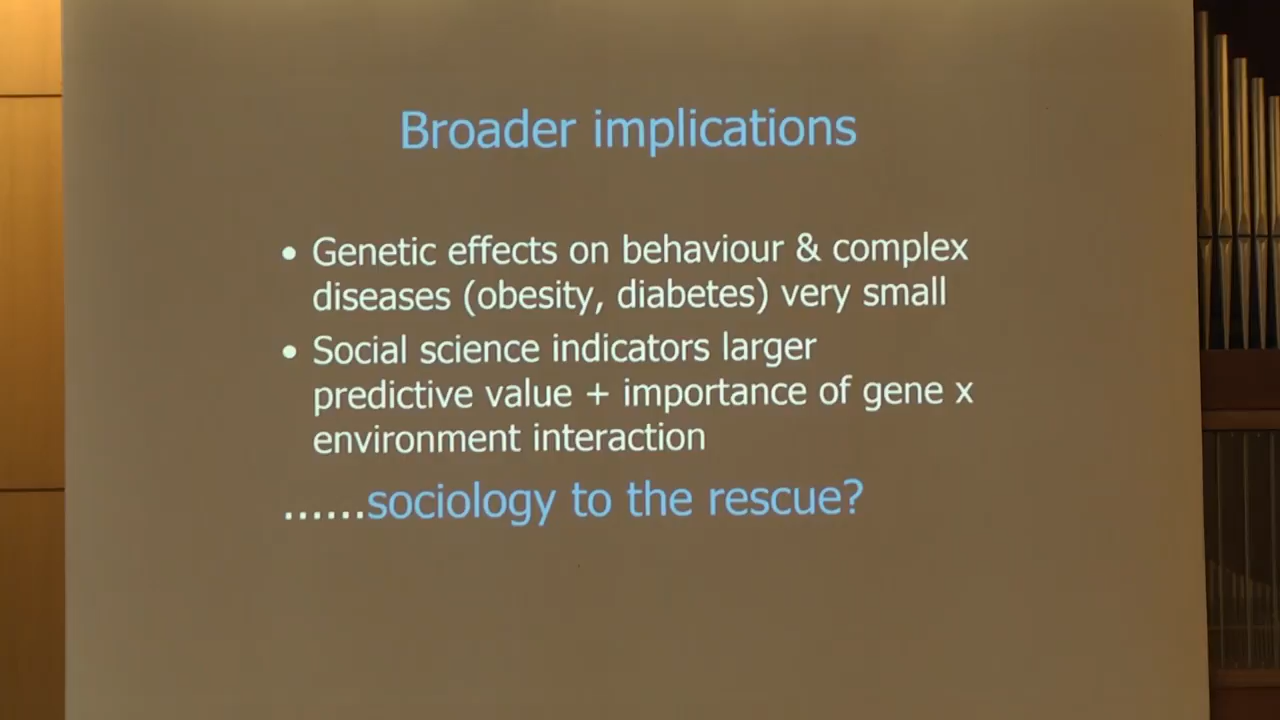 Broader implications
• Genetic effects on behaviour & complex
diseases (obesity, diabetes) very small
• Social science indicators larger
predictive value + importance of gene x
environment interaction
......sociology to the rescue?